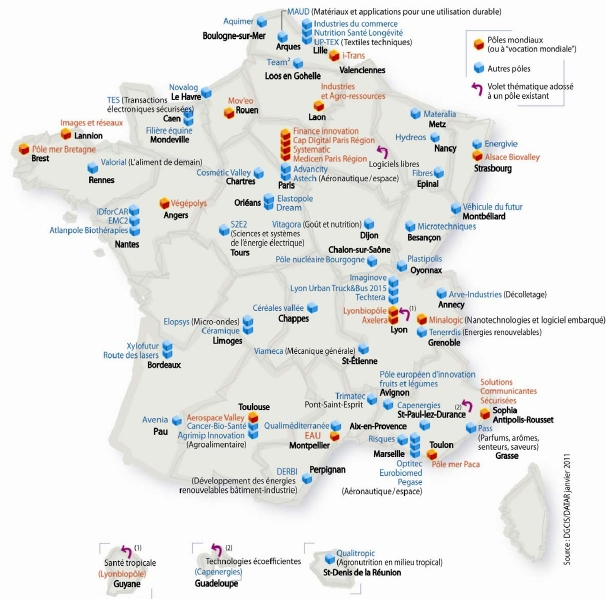 MAUD (Matériaux et applications pour une utilisation durable)
Aquimer
Boulogne-sur-Mer
Arques
Industries du commerce
Nutrition Santé Longévité
UP-TEX (Textiles techniques)
Lille
i-Trans
Valenciennes
Team²
Loos en Gohelle
Pôles mondiaux
(ou à "vocation mondiale")
Autres pôles
Volet thématique adossé
à un pôle existant
Novalog
Le Havre
TES (Transactions
électroniques sécurisées)
Caen
Filière équine
Mondeville
Mov'eo
Rouen
Industries
et Agro-ressources
Laon
Images et réseaux
Lannion
Pôle mer Bretagne
Brest
Valorial (L'aliment de demain)
Rennes
Finance innovation
Cap Digital Paris Région
Systematic
Medicen Paris Région
Advancity
Astech (Aéronautique/espace)
Paris
Logiciels libres
Cosmétic Valley
Chartres
Materalia
Metz
Hydreos
Nancy
Energivie
Alsace Biovalley
Strasbourg
Fibres
Epinal
iDforCAR
EMC2
Atlanpole Biothérapies
Nantes
Végépolys
Angers
Elastopole
Dream
Orléans
S2E2
(Sciences et systèmes
de l'énergie électrique)
Tours
Vitagora (Goût et nutrition)
Dijon
Chalon-sur-Saône
Pôle nucléaire Bourgogne
Véhicule du futur
Montbéliard
Microtechniques
Besançon
Plastipolis
Oyonnax
Imaginove
Lyon Urban Truck&Bus 2015
Techtera
Lyonbiopôle
Axelera
(1)
Lyon
Arve-Industries (Décolletage)
Annecy
Minalogic (Nanotechnologies et logiciel embarqué)
Tenerrdis (Energies renouvelables)
Grenoble
Céréales vallée
Chappes
Elopsys (Micro-ondes)
Céramique
Limoges
Xylofutur
Route des lasers
Bordeaux
Viameca (Mécanique générale)
St-Étienne
Pôle européen d'innovation
fruits et légumes
Avignon
Trimatec
Pont-Saint-Esprit
Capenergies
St-Paul-lez-Durance
(2)
Solutions
Communicantes
Sécurisées
Sophia
Antipolis-Rousset
Avenia
Pau
Toulouse
Aerospace Valley
Cancer-Bio-Santé
Agrimip Innovation
(Agroalimentaire)
Qualiméditerranée
EAU
Montpellier
Aix-en-Provence
Risques
Marseille
Optitec
Eurobiomed
Pegase
(Aéronautique/espace)
Toulon
Pôle mer Paca
Pass
(Parfums, arômes,
senteurs, saveurs)
Grasse
DERBI
Perpignan
(Développement des énergies
renouvelables bâtiment-industrie)
Source : DGCIS/DATAR janvier 2011
(1)
Santé tropicale
(Lyonbiopôle)
Guyane
(2)
Technologies écoefficientes
(Capénergies)
Guadeloupe
Qualitropic
(Agronutrition en milieu tropical)
St-Denis de la Réunion